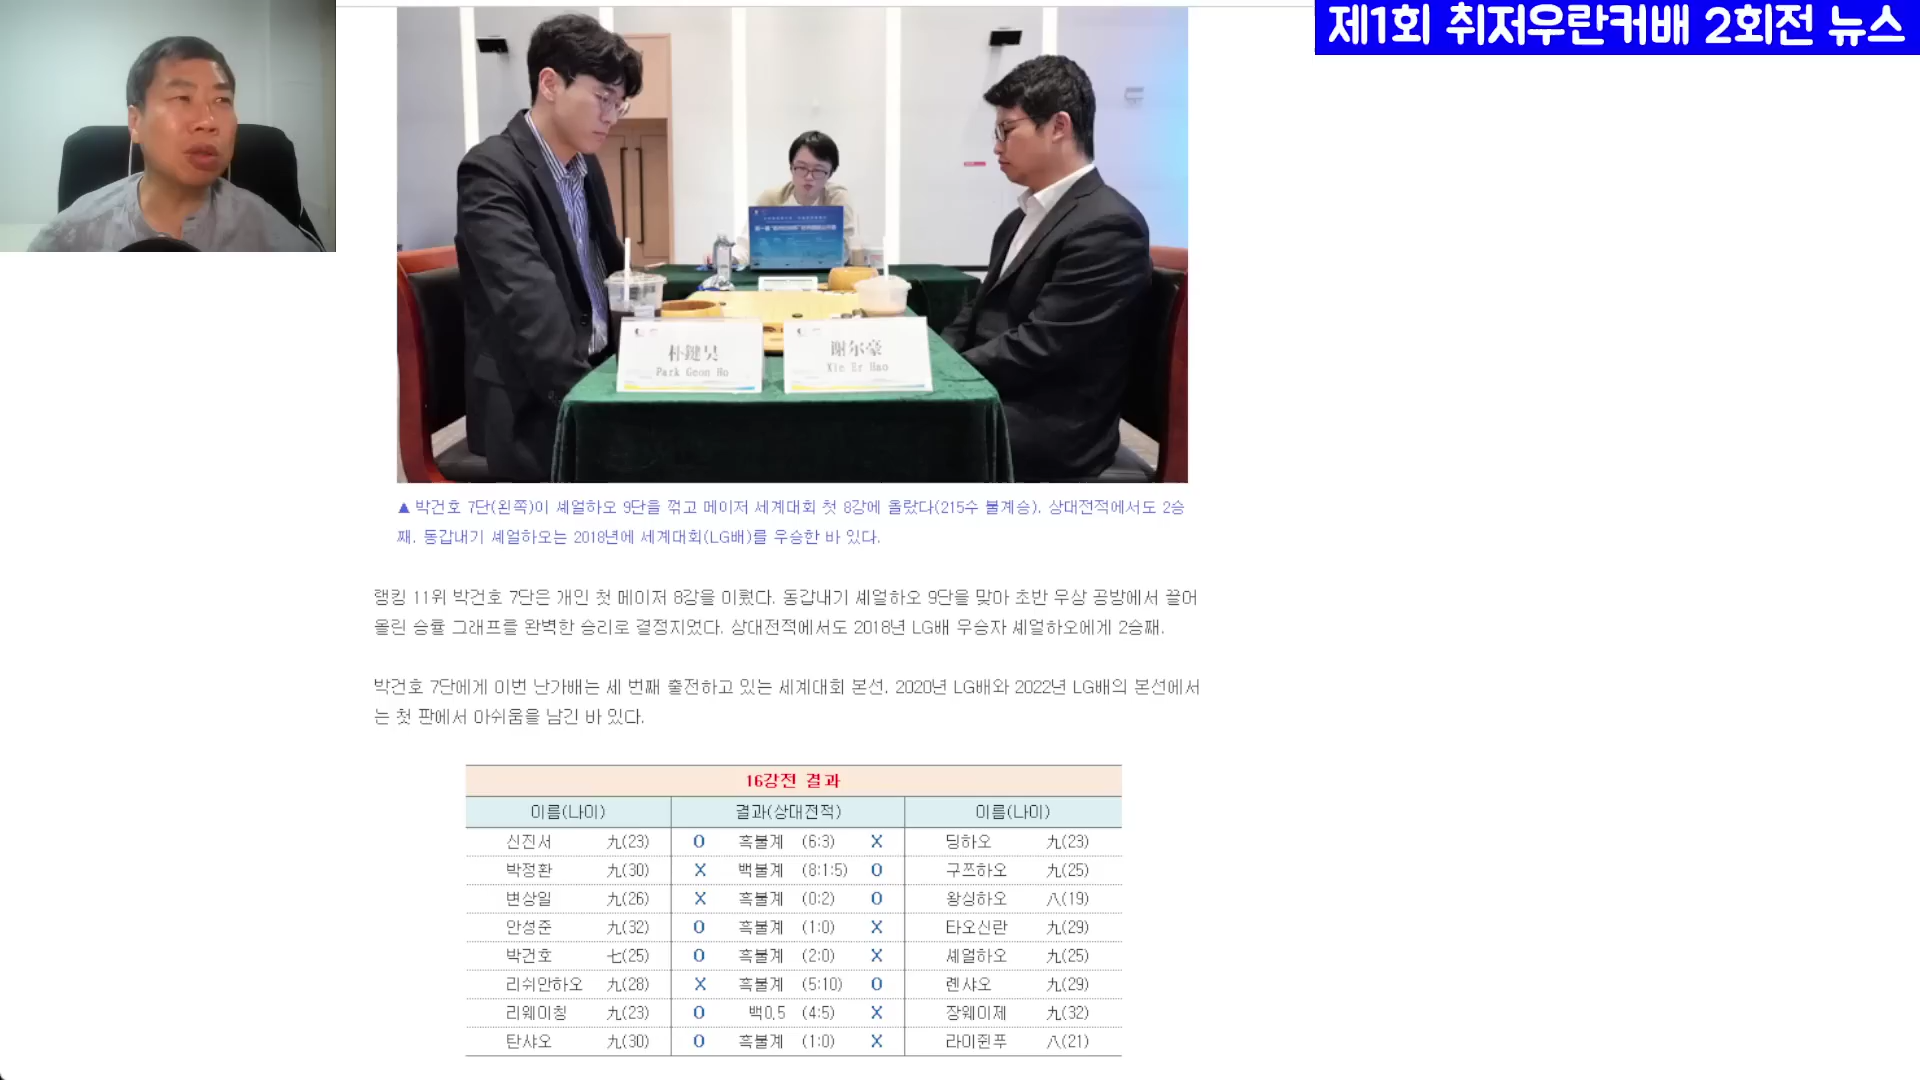 제1회 취저우란커배 2회전 뉴스
朴鍵昊
Park Geon Ho
谢尔豪
Xie Er Hao
▲ 박건호 7단(왼쪽)이 셰얼하오 9단을 꺾고 메이저 세계대회 첫 8강에 올랐다(215수 불계승). 상대전적에서도 2승
째. 동갑내기 셰얼하오는 2018년에 세계대회(LG배)를 우승한 바 있다.
랭킹 11위 박건호 7단은 개인 첫 메이저 8강을 이뤘다. 동갑내기 셰얼하오 9단을 맞아 초반 우상 공방에서 끌어
올린 승률 그래프를 완벽한 승리로 결정지었다. 상대전적에서도 2018년 LG배 우승자 셰얼하오에게 2승째.
박건호 7단에게 이번 난가배는 세 번째 출전하고 있는 세계대회 본선. 2020년 LG배와 2022년 LG배의 본선에서
는 첫 판에서 아쉬움을 남긴 바 있다.
16강전 결과
이름(나이) 결과(상대전적) 이름(나이)
신진서 九(23) O 흑불계 (6:3) X 딩하오 九(23)
박정환 九(30) X 백불계 (8:1:5) O 구쯔하오 九(25)
변상일 九(26) X 흑불계 (0:2) O 왕싱하오 八(19)
안성준 九(32) O 흑불계 (1:0) X 타오신란 九(29)
박건호 七(25) O 흑불계 (2:0) X 셰얼하오 九(25)
리쉬안하오 九(28) X 흑불계 (5:10) O 롄샤오 九(29)
리웨이칭 九(23) O 백0.5 (4:5) X 장웨이제 九(32)
탄샤오 九(30) O 흑불계 (1:0) X 라이쥔푸 八(21)